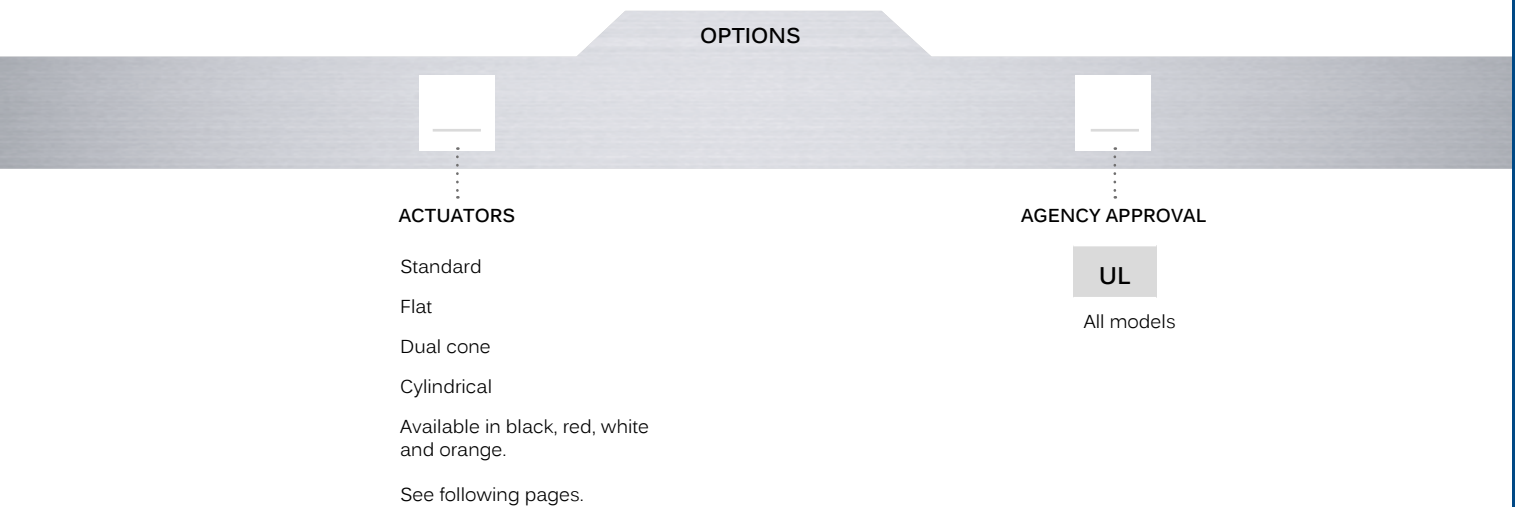 OPTIONS
ACTUATORS
Standard
Flat
Dual cone
Cylindrical
Available in black, red, white
and orange.
See following pages.
AGENCY APPROVAL
UL
All models